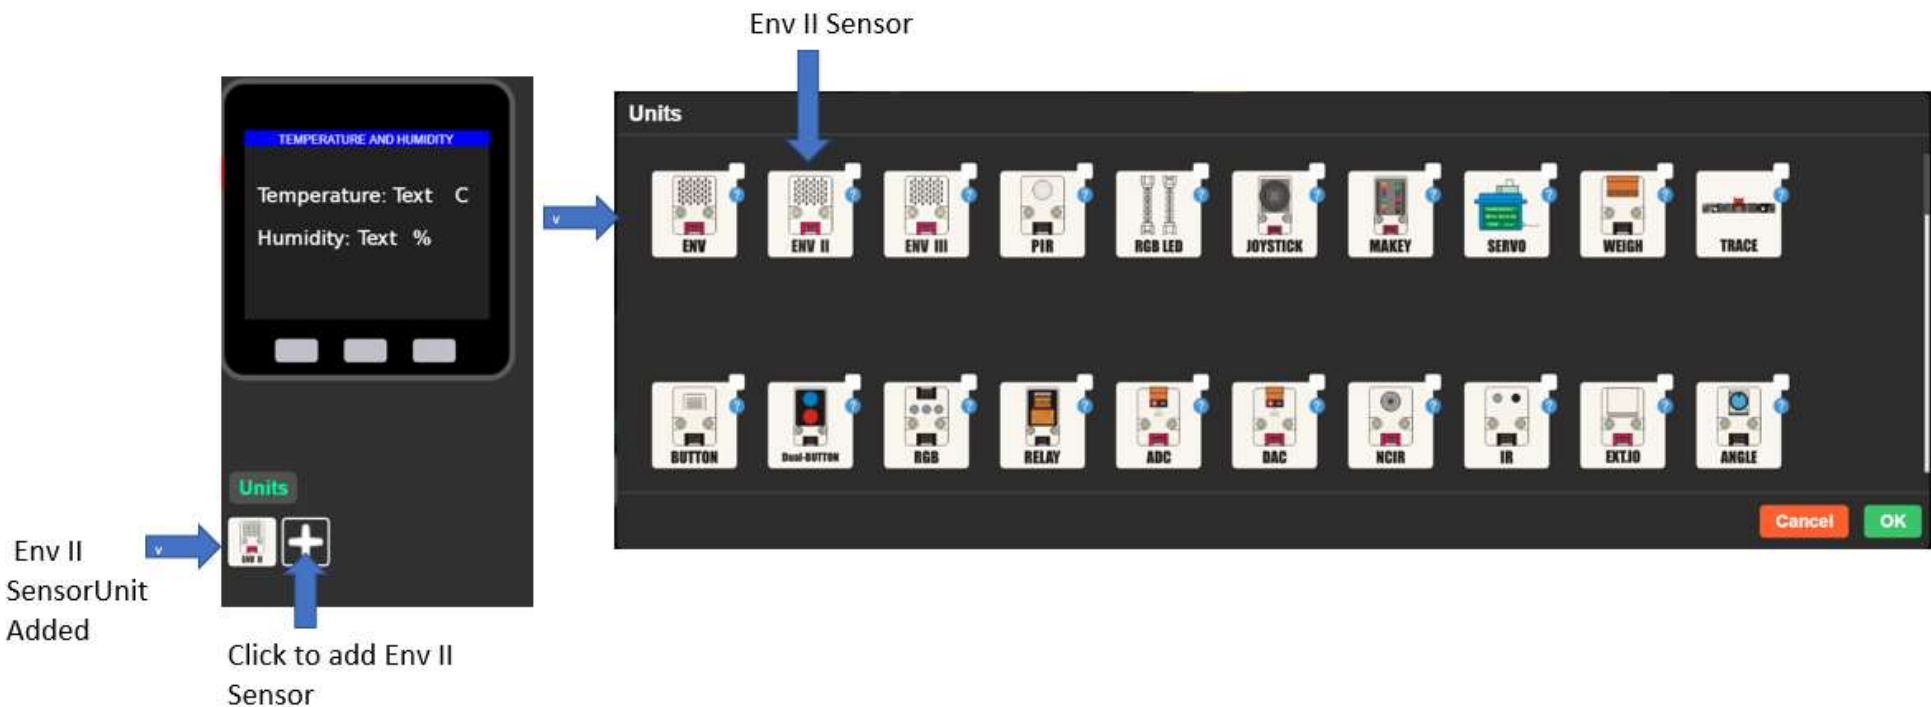 Env II Sensor
TEMPERATURE AND HUMIDITY
Temperature: Text C
Humidity: Text %
Units
ENV II
Env II
SensorUnit
Added
Click to add Env II
Sensor
v
v
Units
ENV ENV II ENV III PIR RGB LED JOYSTICK MAKEY SERVO WEIGH TRACE
? ? ? ? ? ? ? ? ? ?
BUTTON Dual-BUTTON RGB RELAY ADC DAC NCIR IR EXT.IO ANGLE
? ? ? ? ? ? ? ? ? ?
Cancel OK